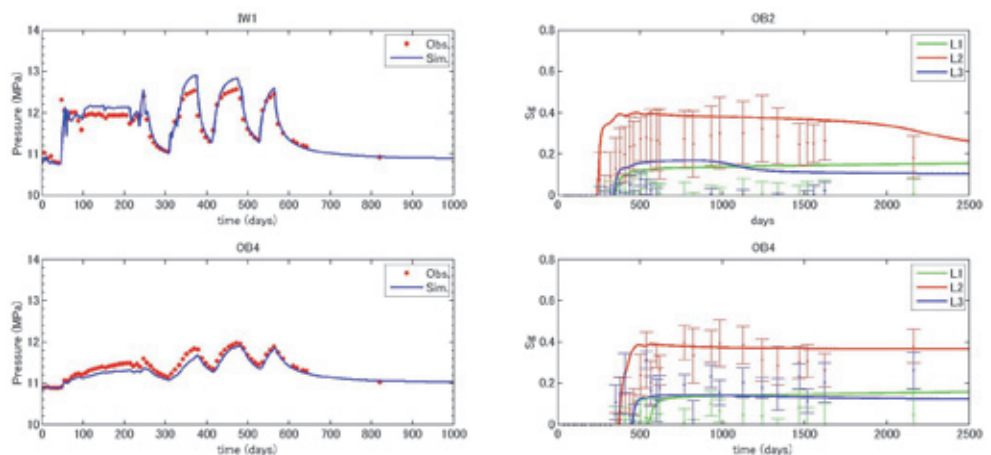 IW1
14
13
12
11
10
Pressure (MPa)
Obs.
Sim.
0 100 200 300 400 500 600 700 800 900 1000
time (days)
OB2
0.8
0.6
0.4
0.2
0
Sg
L1
L2
L3
0 500 1000 1500 2000 2500
days
OB4
14
13
12
11
10
Pressure (MPa)
Obs.
Sim.
0 100 200 300 400 500 600 700 800 900 1000
time (days)
OB4
0.8
0.6
0.4
0.2
0
Sg
L1
L2
L3
0 500 1000 1500 2000 2500
time (days)